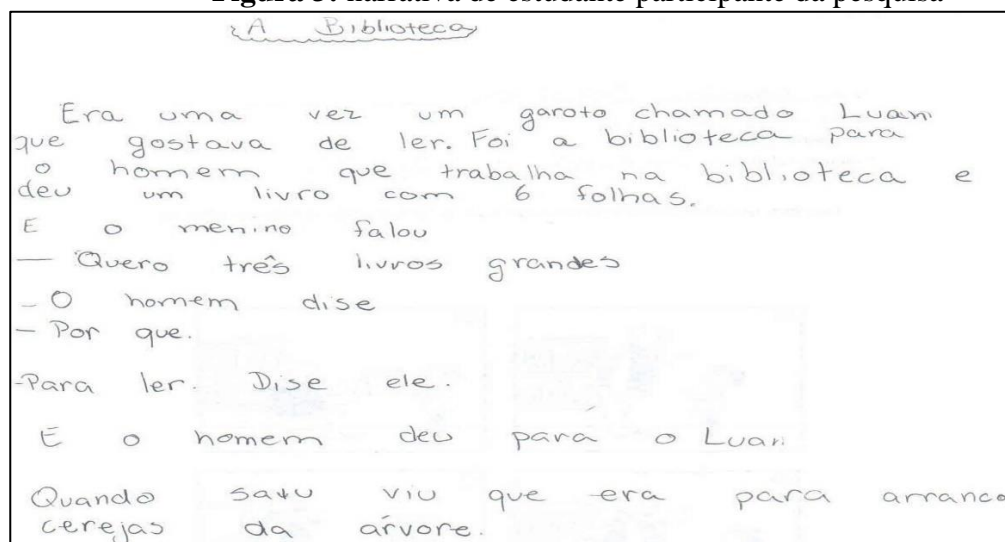 Figura 3: narrativa de estudante participante da pesquisa
A Biblioteca
Era uma vez um garoto chamado Luan
que gostava de ler. Foi a biblioteca para
o homem que trabalha na biblioteca e
deu um livro com 6 folhas.
E o menino falou
— Quero três livros grandes
- O homem dise
- Por que.
-Para ler. Dise ele.
E o homem deu para o Luan
Quando viu que era para arranco
cerejas da árvore.